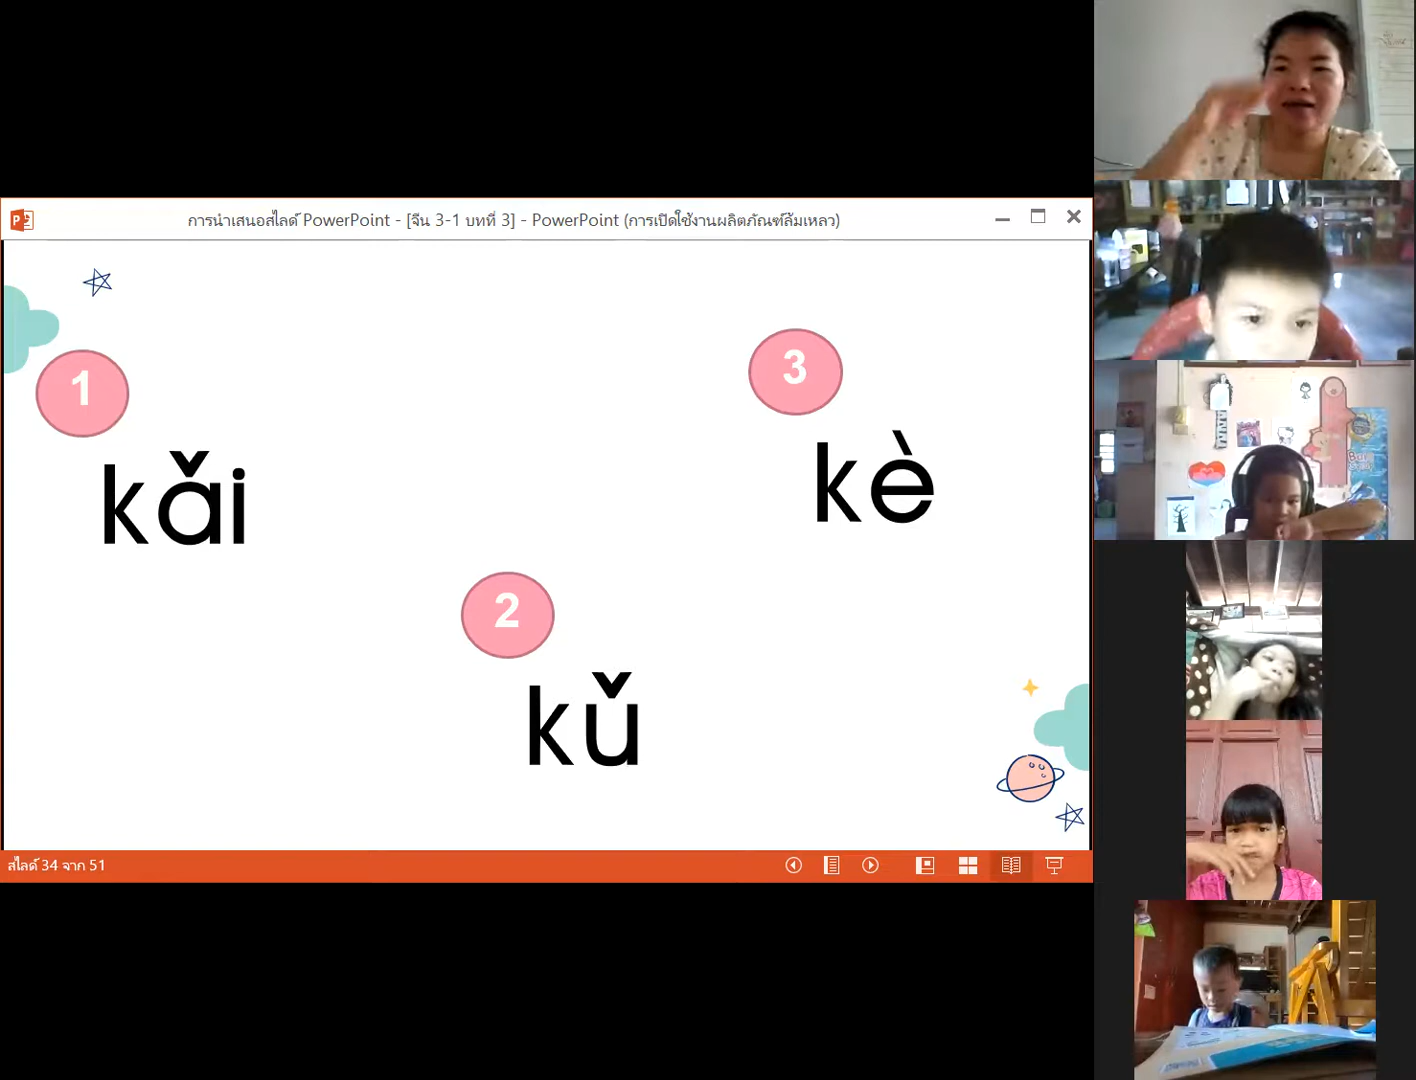 การนำเสนอสไลด์ PowerPoint - [จีน 3-1 บทที่ 3] - PowerPoint (การเปิดใช้งานผลิตภัณฑ์ล้มเหลว)
1
kǎi
2
kǔ
3
kè
สไลด์ 34 จาก 51